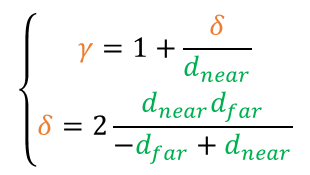 γ = 1 + δ/d_near
δ = 2 (d_near d_far)/(-d_far + d_near)